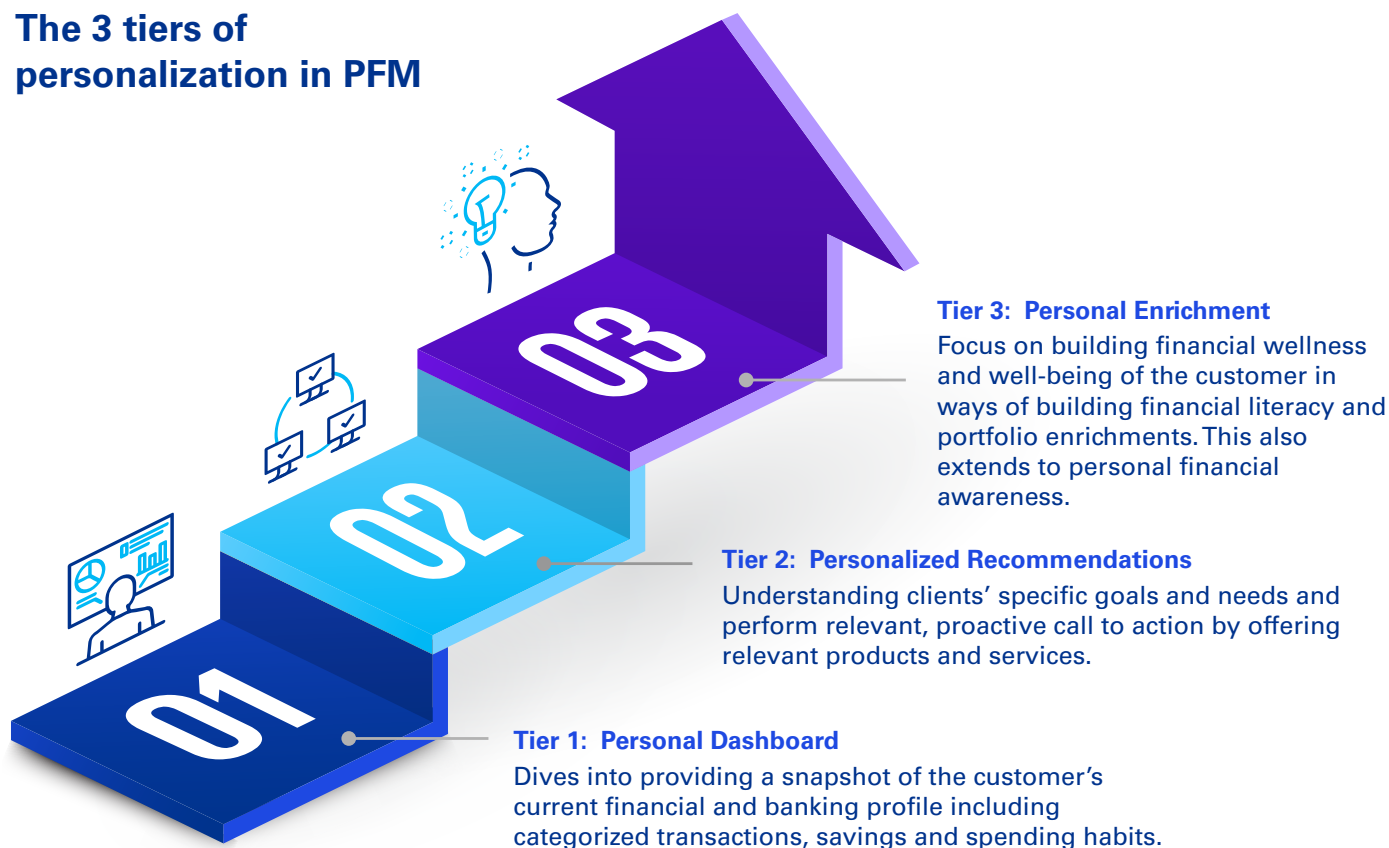 The 3 tiers of
personalization in PFM
03
Tier 3: Personal Enrichment
Focus on building financial wellness
and well-being of the customer in
ways of building financial literacy and
portfolio enrichments. This also
extends to personal financial
awareness.
02
Tier 2: Personalized Recommendations
Understanding clients’ specific goals and needs and
perform relevant, proactive call to action by offering
relevant products and services.
01
Tier 1: Personal Dashboard
Dives into providing a snapshot of the customer’s
current financial and banking profile including
categorized transactions, savings and spending habits.